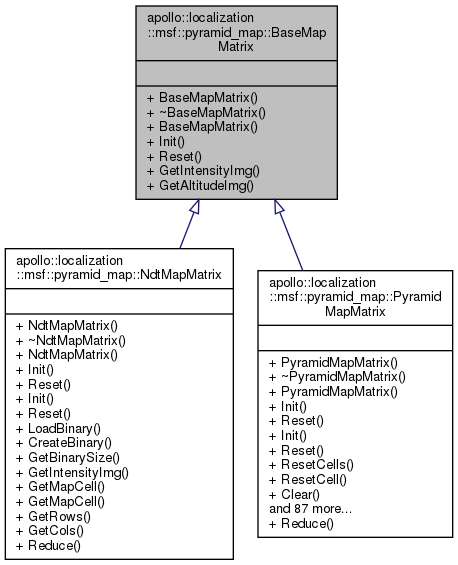 apollo::localization
::msf::pyramid_map::BaseMap
Matrix
+ BaseMapMatrix()
+ ~BaseMapMatrix()
+ BaseMapMatrix()
+ Init()
+ Reset()
+ GetIntensityImg()
+ GetAltitudeImg()
apollo::localization
::msf::pyramid_map::NdtMapMatrix
+ NdtMapMatrix()
+ ~NdtMapMatrix()
+ NdtMapMatrix()
+ Init()
+ Reset()
+ Init()
+ Reset()
+ LoadBinary()
+ CreateBinary()
+ GetBinarySize()
+ GetIntensityImg()
+ GetMapCell()
+ GetMapCell()
+ GetRows()
+ GetCols()
+ Reduce()
apollo::localization
::msf::pyramid_map::Pyramid
MapMatrix
+ PyramidMapMatrix()
+ ~PyramidMapMatrix()
+ PyramidMapMatrix()
+ Init()
+ Reset()
+ Init()
+ Reset()
+ ResetCells()
+ ResetCell()
+ Clear()
and 87 more...
+ Reduce()